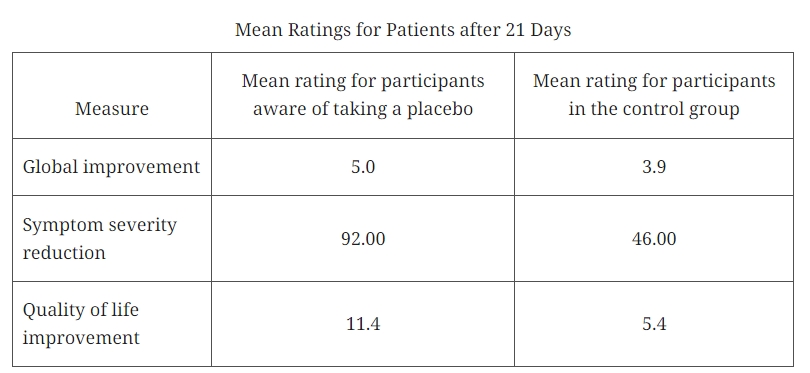 Mean Ratings for Patients after 21 Days
Measure
Mean rating for participants
aware of taking a placebo
Mean rating for participants
in the control group
Global improvement
5.0
3.9
Symptom severity
reduction
92.00
46.00
Quality of life
improvement
11.4
5.4